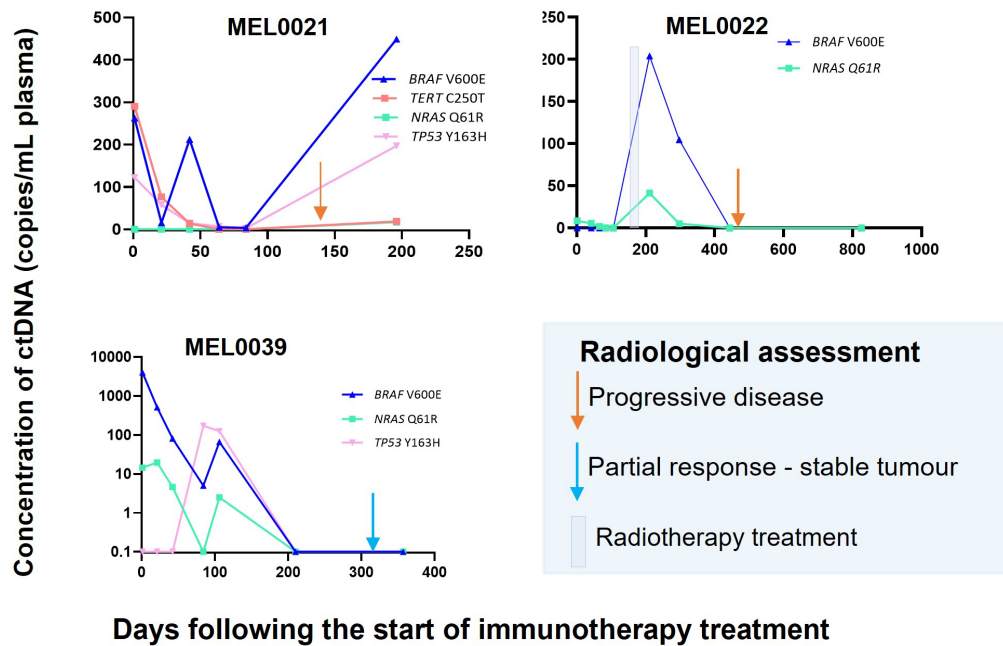 Concentration of ctDNA (copies/mL plasma)
MEL0021
500
400
300
200
100
0
0 50 100 150 200 250
BRAF V600E
TERT C250T
NRAS Q61R
TP53 Y163H
MEL0022
250
200
150
100
50
0
0 200 400 600 800 1000
BRAF V600E
NRAS Q61R
MEL0039
10000
1000
100
10
1
0.1
0 100 200 300 400
BRAF V600E
NRAS Q61R
TP53 Y163H
Radiological assessment
Progressive disease
Partial response - stable tumour
Radiotherapy treatment
Days following the start of immunotherapy treatment